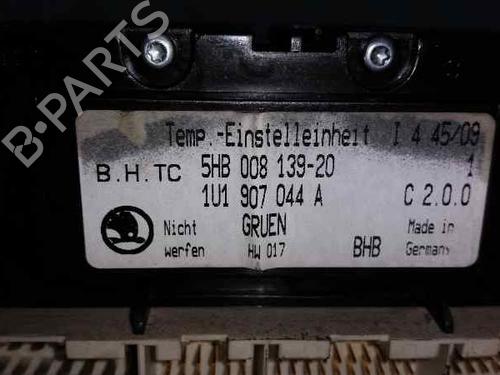 B-PARTS
Temp.-Einstelleinheit I 4 45/09
B.H.TC 5HB 008 139-20 1
1U1 907 044 A C 2.0.0
Nicht GRUEN Made in
werfen HW 017 BHB Germany